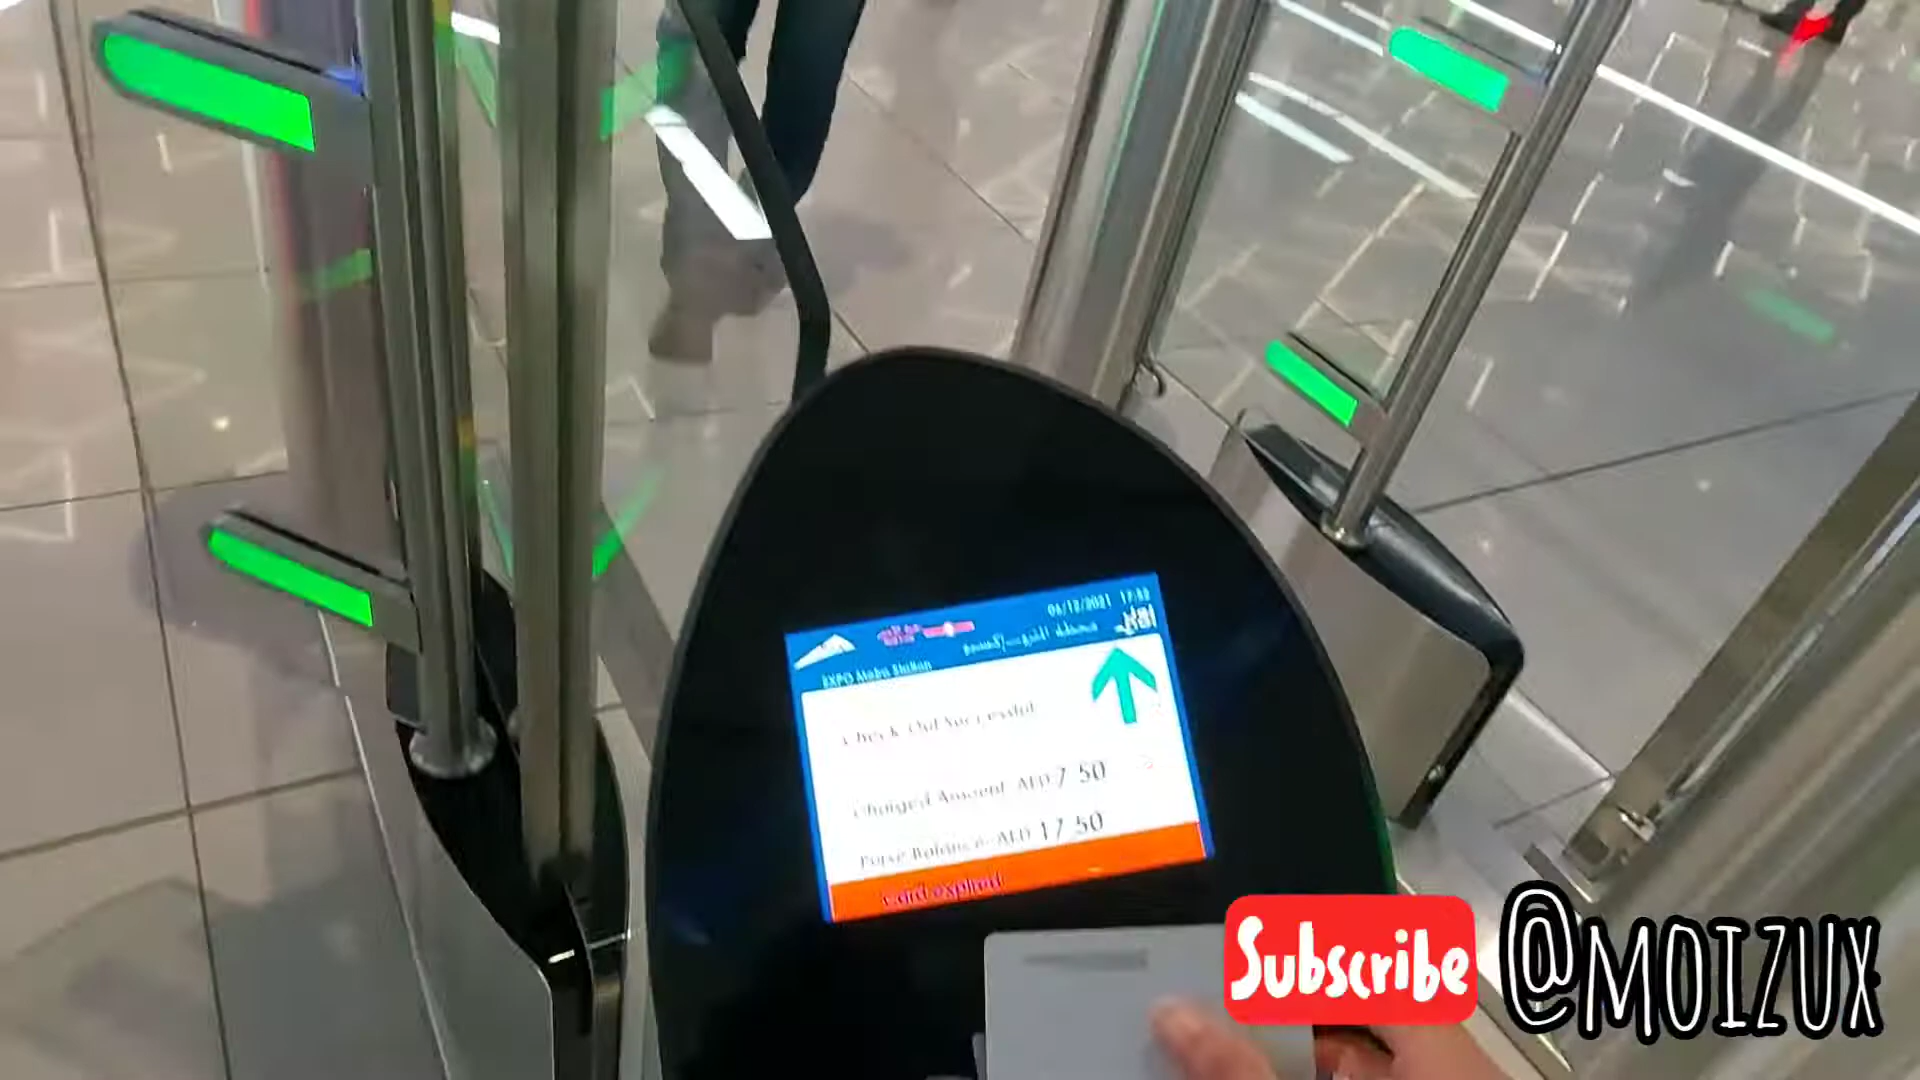 06/12/2021 17:53
EXPO Metro Station
Check Out Successful
Charged Amount AED 7.50
Purse Balance AED 17.50
Card expired
Subscribe @MOIZUX